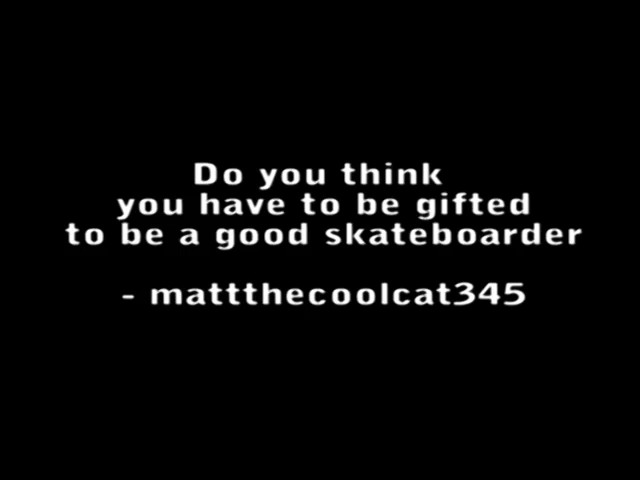 Do you think
you have to be gifted
to be a good skateboarder
- mattthecoolcat345